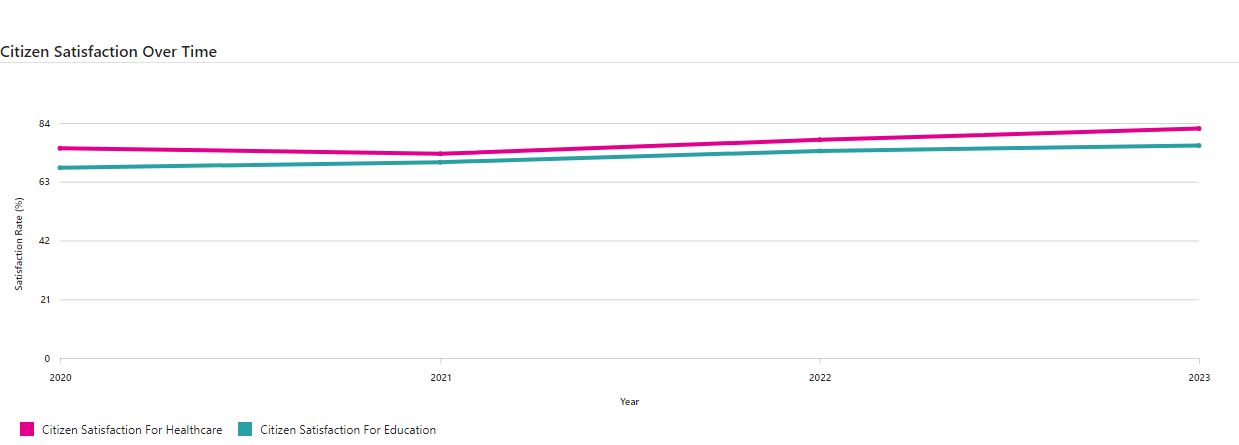 Citizen Satisfaction Over Time
84
63
42
21
0
Satisfaction Rate (%)
2020
2021
2022
2023
Year
Citizen Satisfaction For Healthcare
Citizen Satisfaction For Education